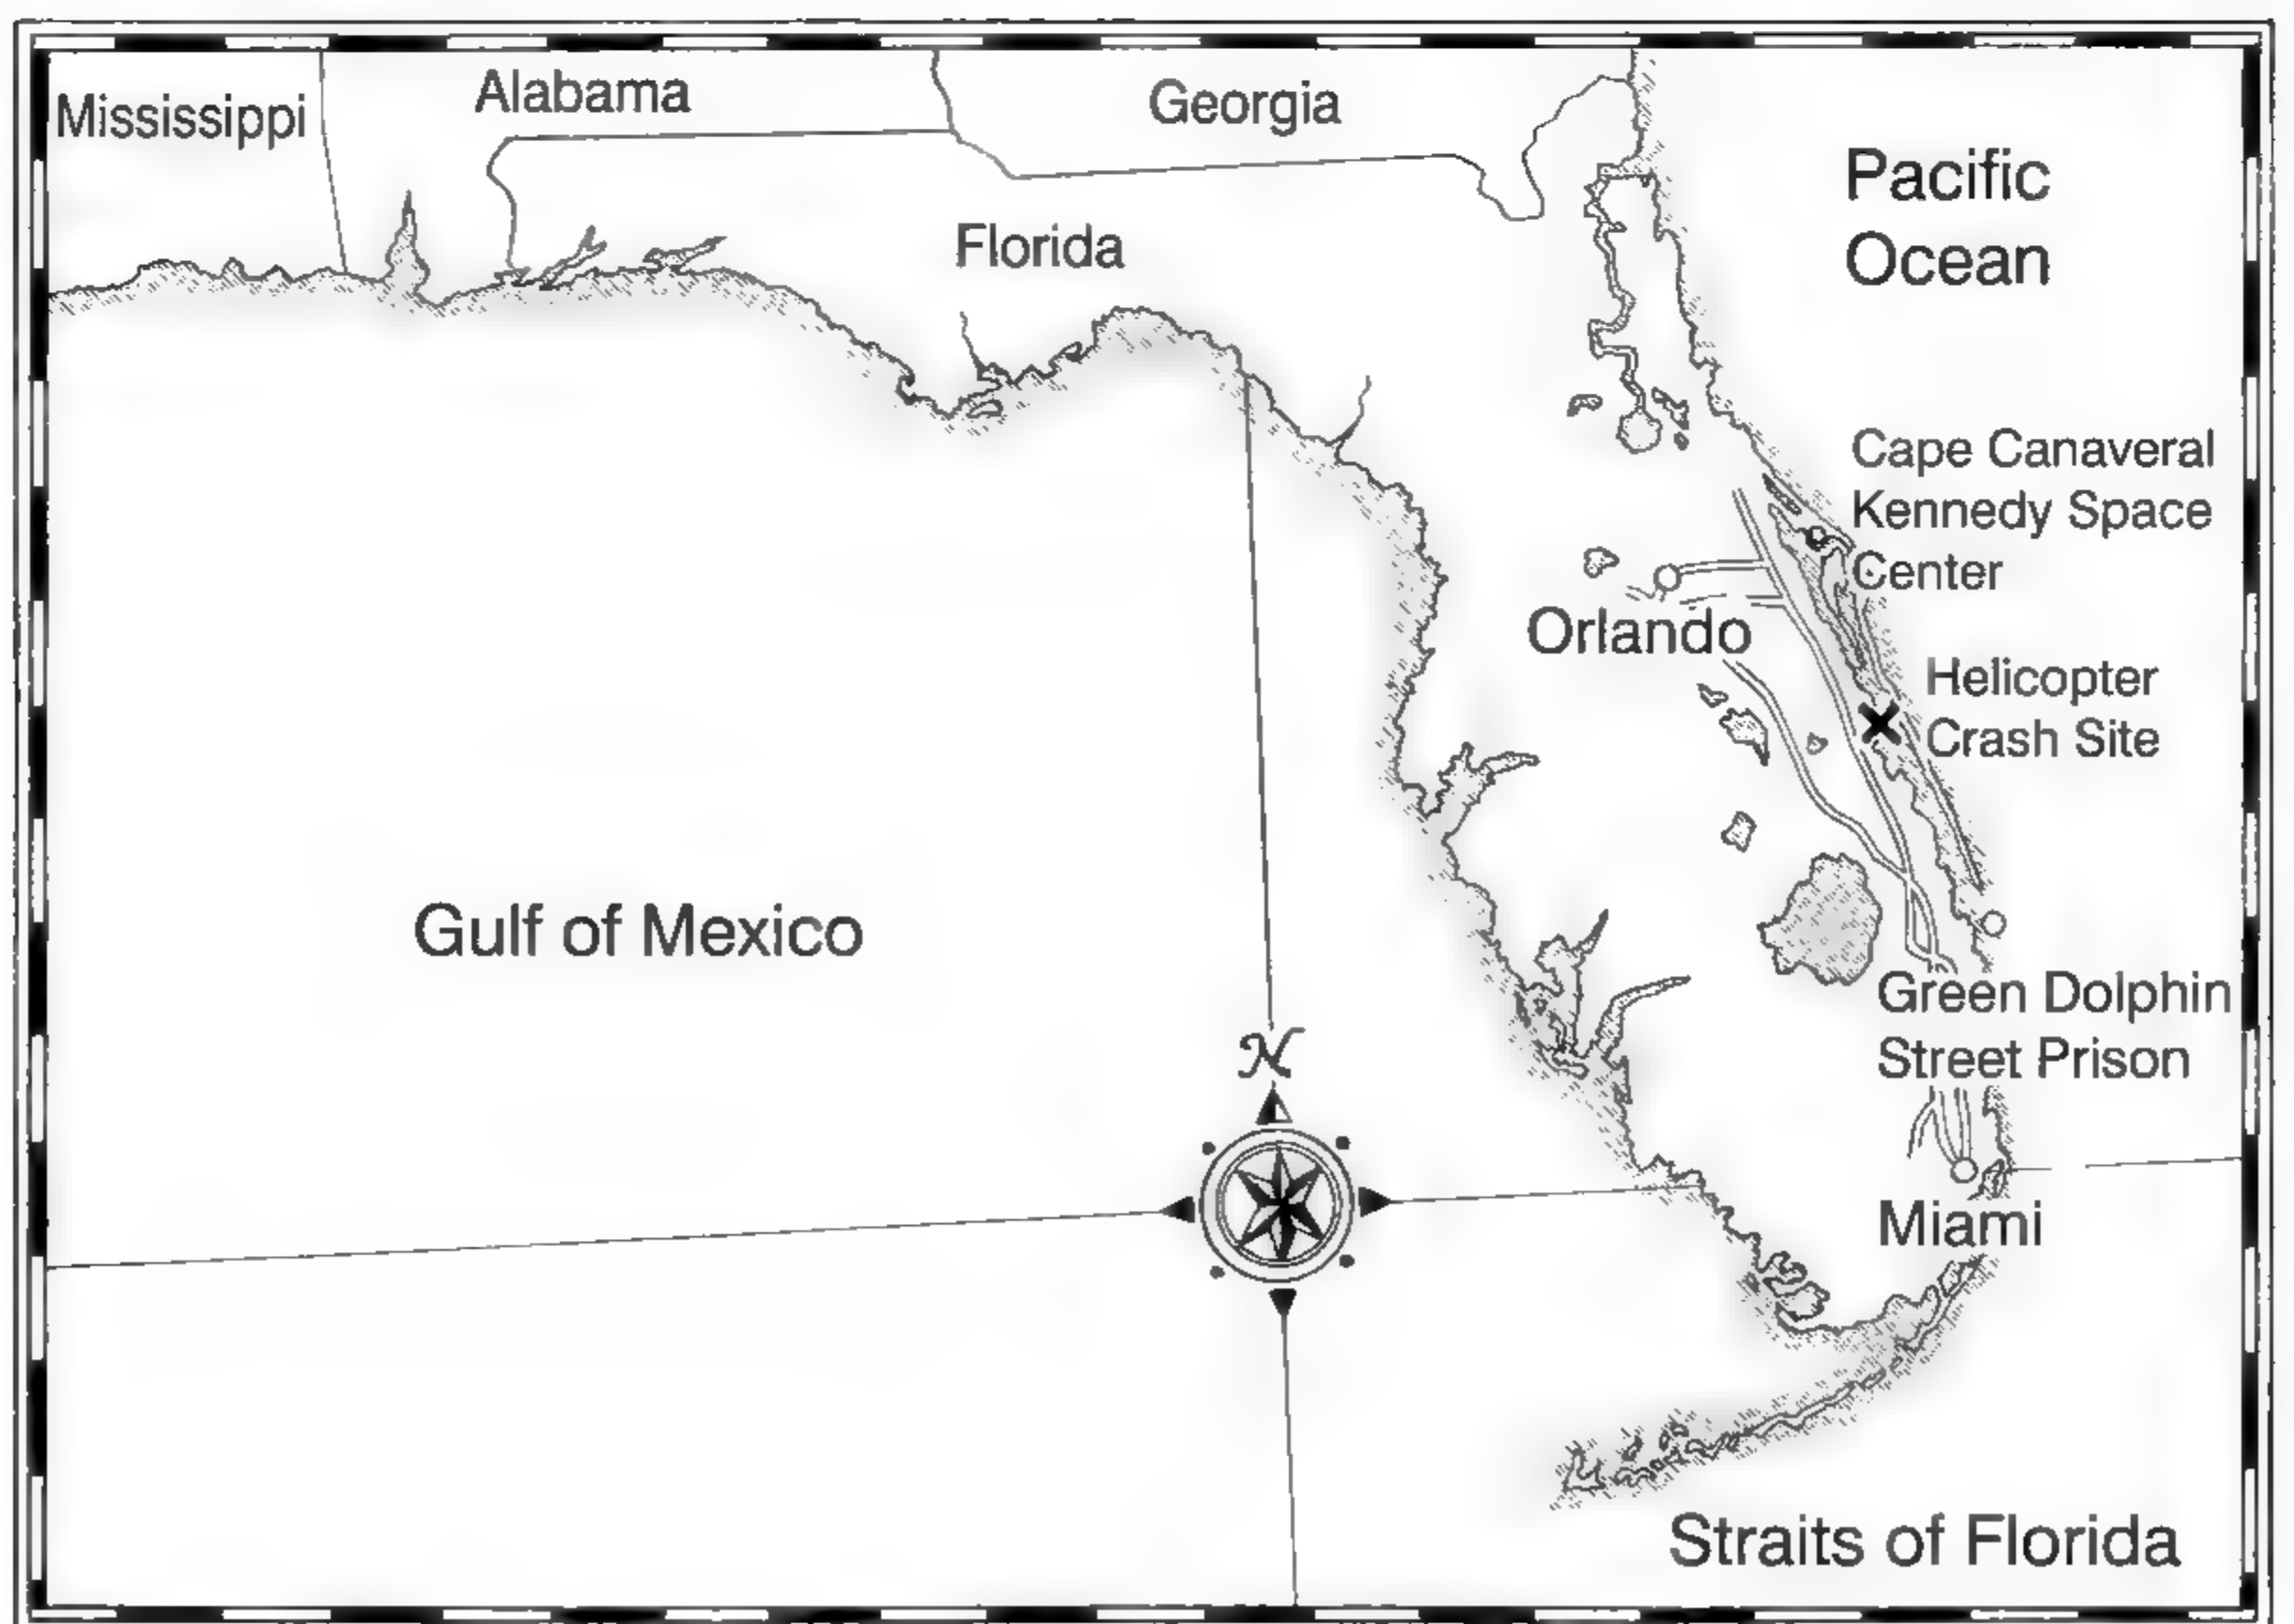 Mississippi
Alabama
Georgia
Pacific
Ocean
Florida
Cape Canaveral
Kennedy Space
Center
Orlando
Helicopter
Crash Site
Gulf of Mexico
Green Dolphin
Street Prison
N
Miami
Straits of Florida